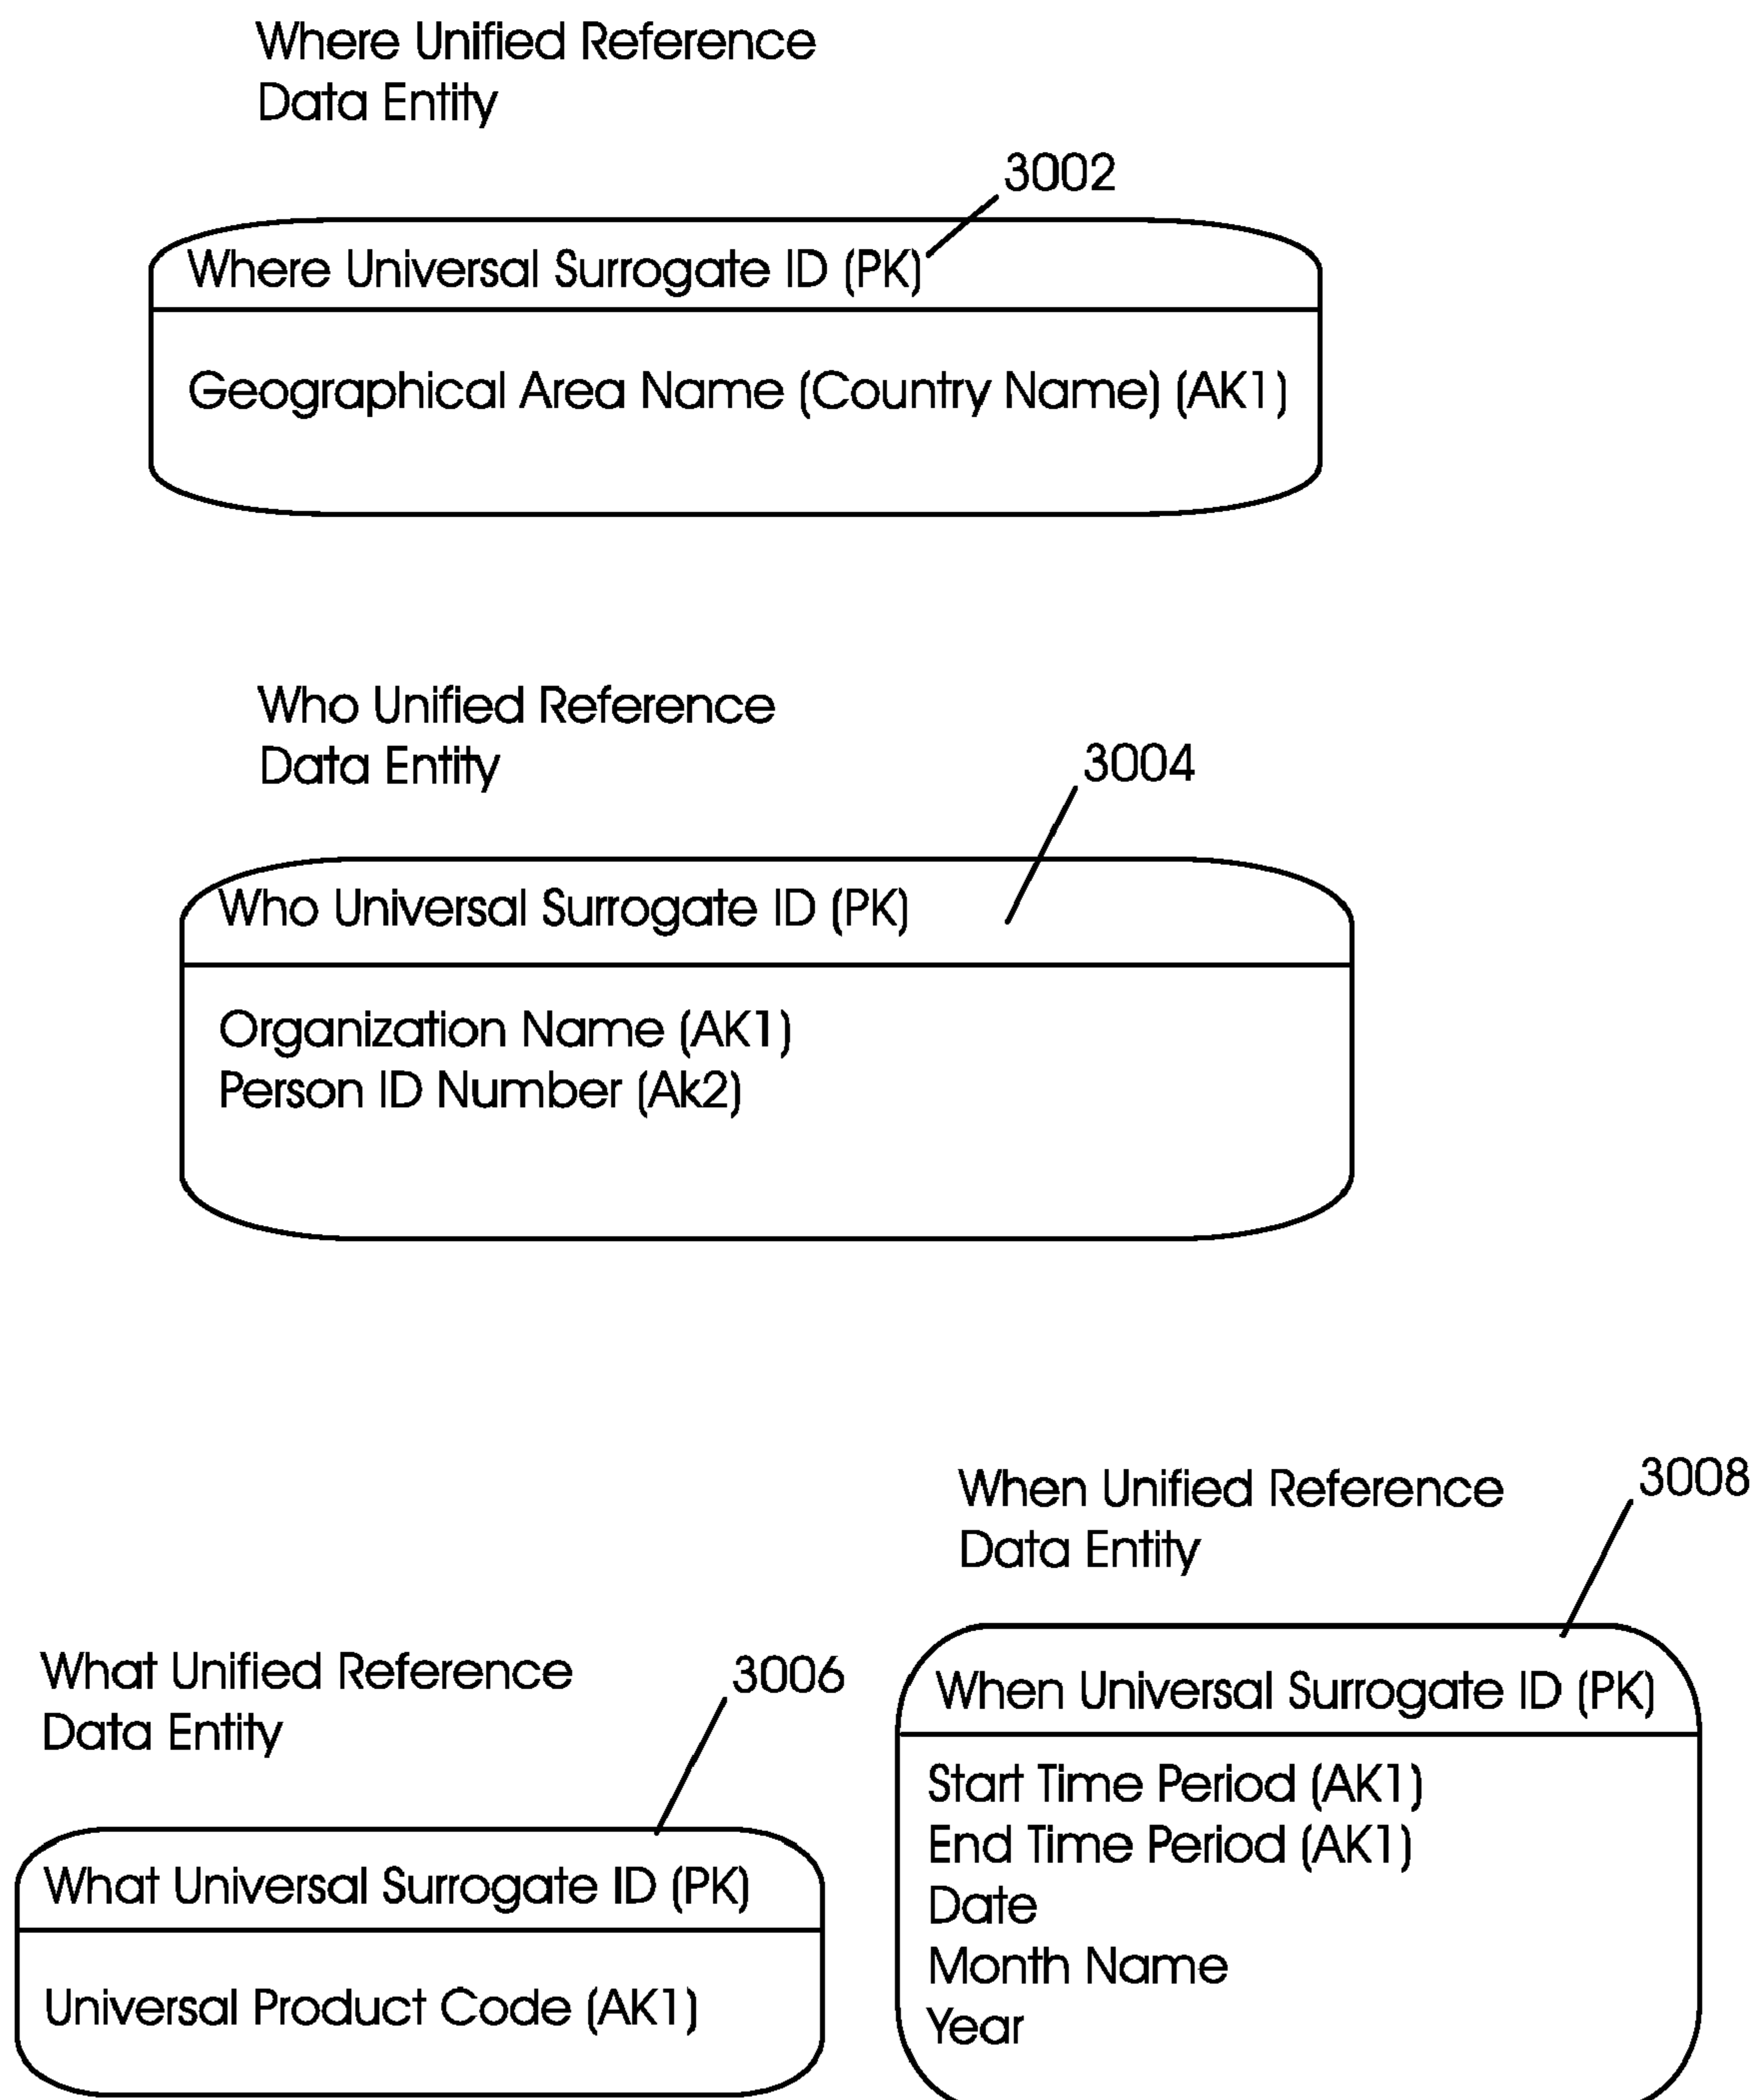 Where Unified Reference
Data Entity
3002
Where Universal Surrogate ID (PK)
Geographical Area Name (Country Name) (AK1)
Who Unified Reference
Data Entity
3004
Who Universal Surrogate ID (PK)
Organization Name (AK1)
Person ID Number (Ak2)
When Unified Reference
Data Entity
3008
What Unified Reference
Data Entity
3006
When Universal Surrogate ID (PK)
Start Time Period (AK1)
End Time Period (AK1)
Date
Month Name
Year
What Universal Surrogate ID (PK)
Universal Product Code (AK1)